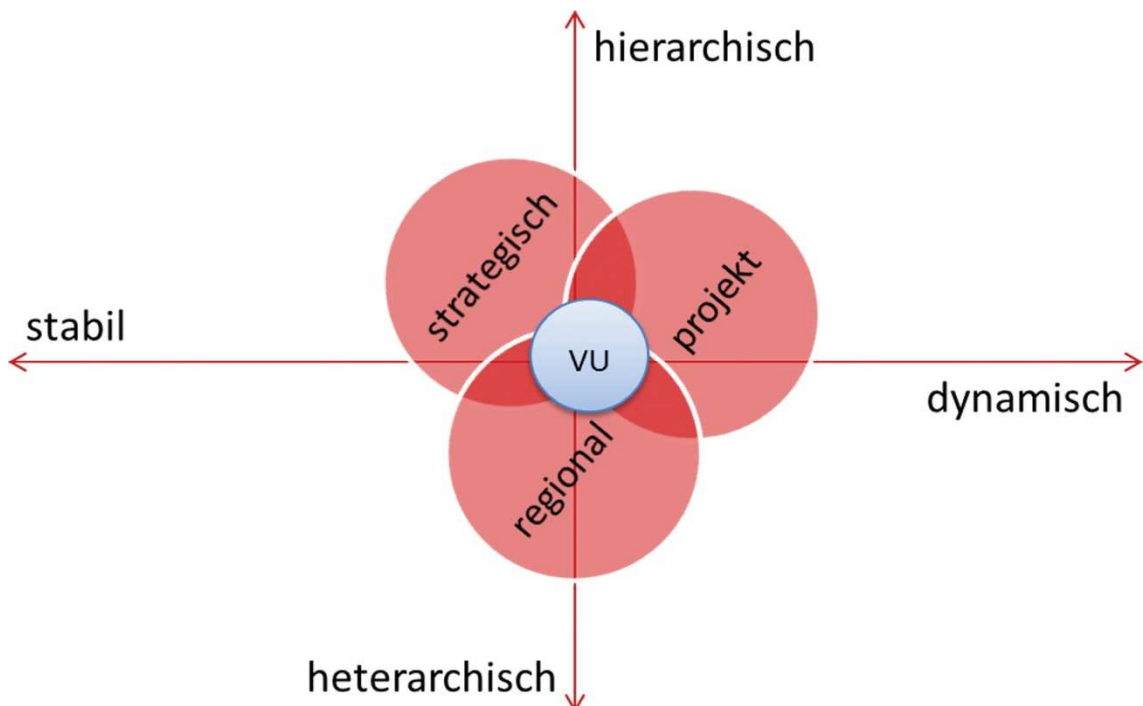 hierarchisch
strategisch
projekt
stabil
VU
dynamisch
regional
heterarchisch